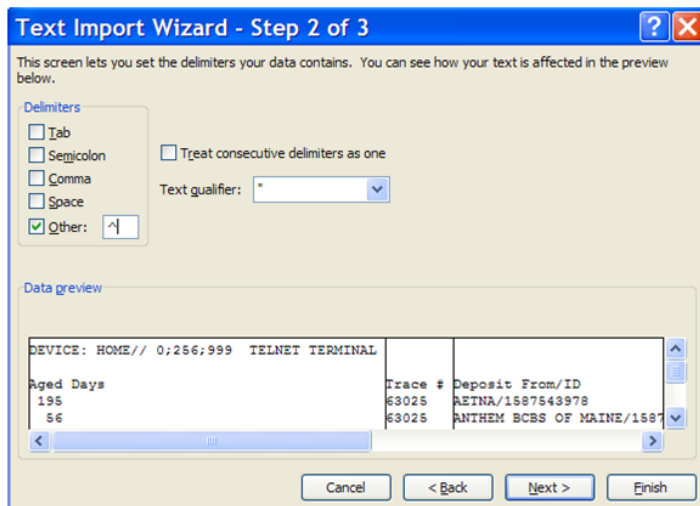 Text Import Wizard - Step 2 of 3
This screen lets you set the delimiters your data contains. You can see how your text is affected in the preview
below.
Delimiters
Tab
Semicolon
Comma
Space
Other: ^
Treat consecutive delimiters as one
Text qualifier: "
Data preview
DEVICE: HOME// 0;256;999 TELNET TERMINAL
Aged Days Trace # Deposit From/ID
195 63025 AETNA/1587543978
56 63025 ANTHEM BCBS OF MAINE/1587
Cancel < Back Next > Finish